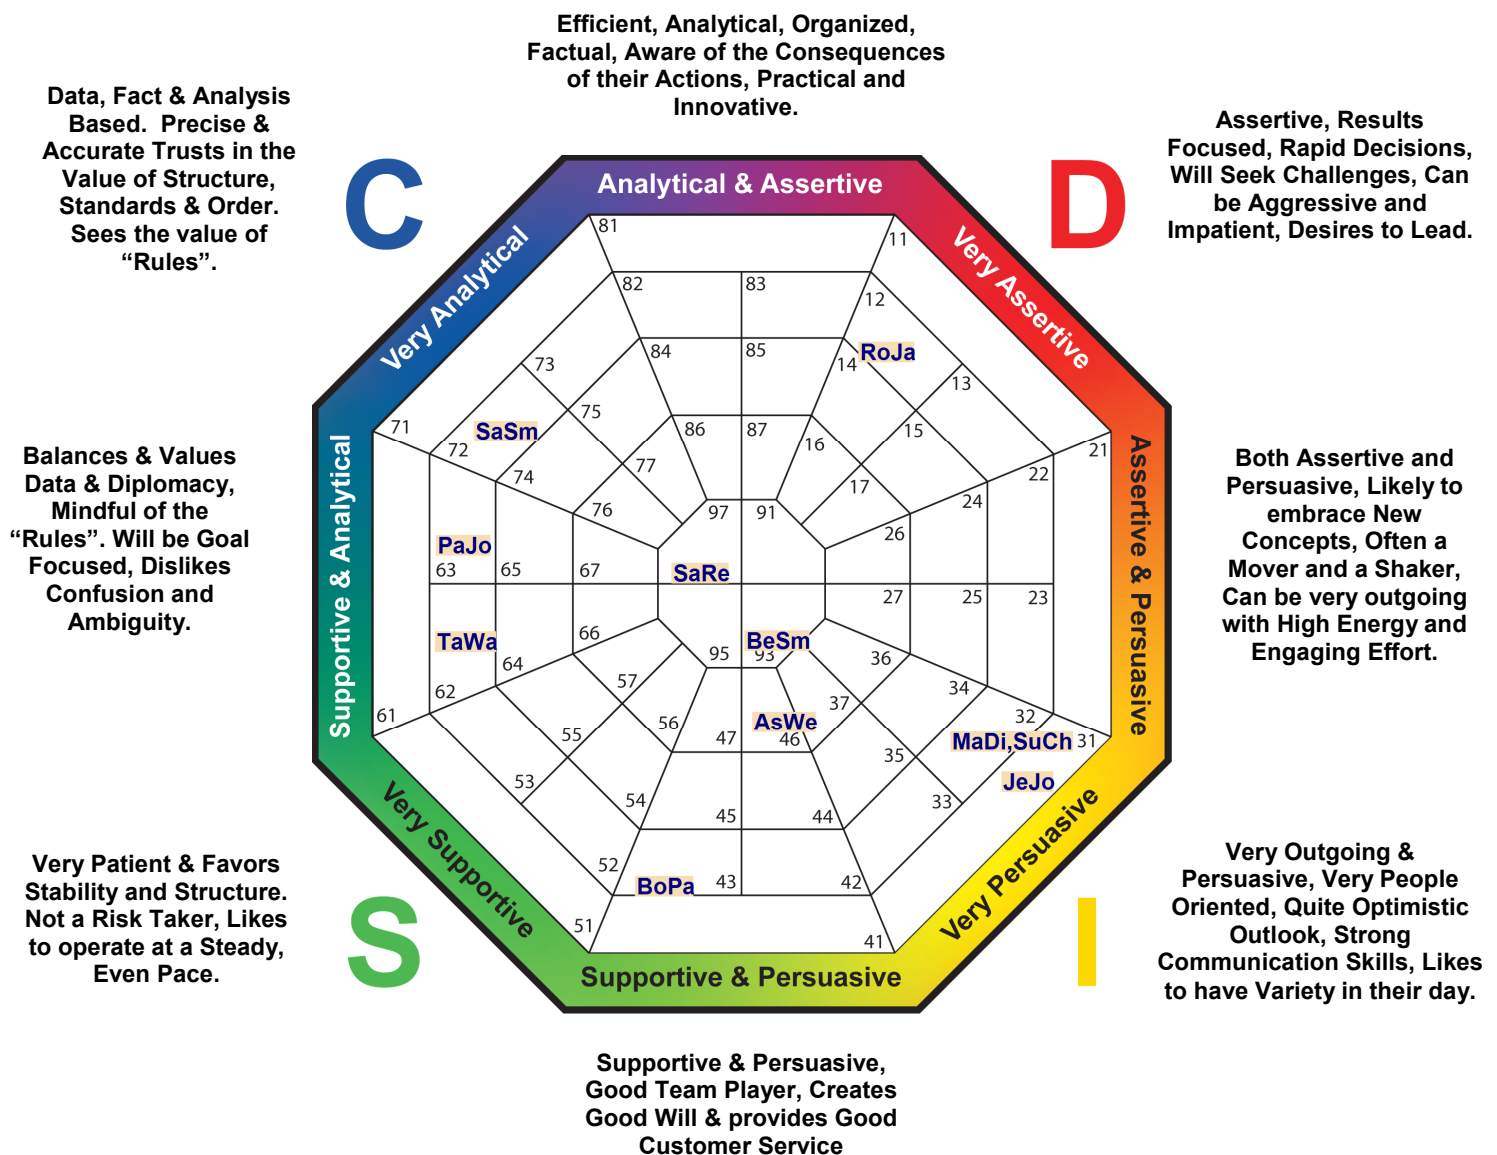 Efficient, Analytical, Organized,
Factual, Aware of the Consequences
of their Actions, Practical and
Innovative.
Data, Fact & Analysis
Based.  Precise &
Accurate Trusts in the
Value of Structure,
Standards & Order.
Sees the value of
“Rules”.
Assertive, Results
Focused, Rapid Decisions,
Will Seek Challenges, Can
be Aggressive and
Impatient, Desires to Lead.
C
D
Analytical & Assertive
Very Analytical
Very Assertive
81
11
82
83
12
84
85
14
RoJa
73
13
75
SaSm
71
72
86
87
16
15
21
77
22
74
17
24
76
97
91
26
PaJo
63
65
67
SaRe
27
25
23
TaWa
66
64
95
BeSm
93
36
62
57
34
61
56
AsWe
37
32
55
47
46
MaDi,SuCh
31
35
53
JeJo
54
45
44
33
52
BoPa
43
42
51
41
Supportive & Analytical
Assertive & Persuasive
Very Supportive
Very Persuasive
Supportive & Persuasive
Balances & Values
Data & Diplomacy,
Mindful of the
“Rules”. Will be Goal
Focused, Dislikes
Confusion and
Ambiguity.
Both Assertive and
Persuasive, Likely to
embrace New
Concepts, Often a
Mover and a Shaker,
Can be very outgoing
with High Energy and
Engaging Effort.
Very Patient & Favors
Stability and Structure.
Not a Risk Taker, Likes
to operate at a Steady,
Even Pace.
S
I
Very Outgoing &
Persuasive, Very People
Oriented, Quite Optimistic
Outlook, Strong
Communication Skills, Likes
to have Variety in their day.
Supportive & Persuasive,
Good Team Player, Creates
Good Will & provides Good
Customer Service